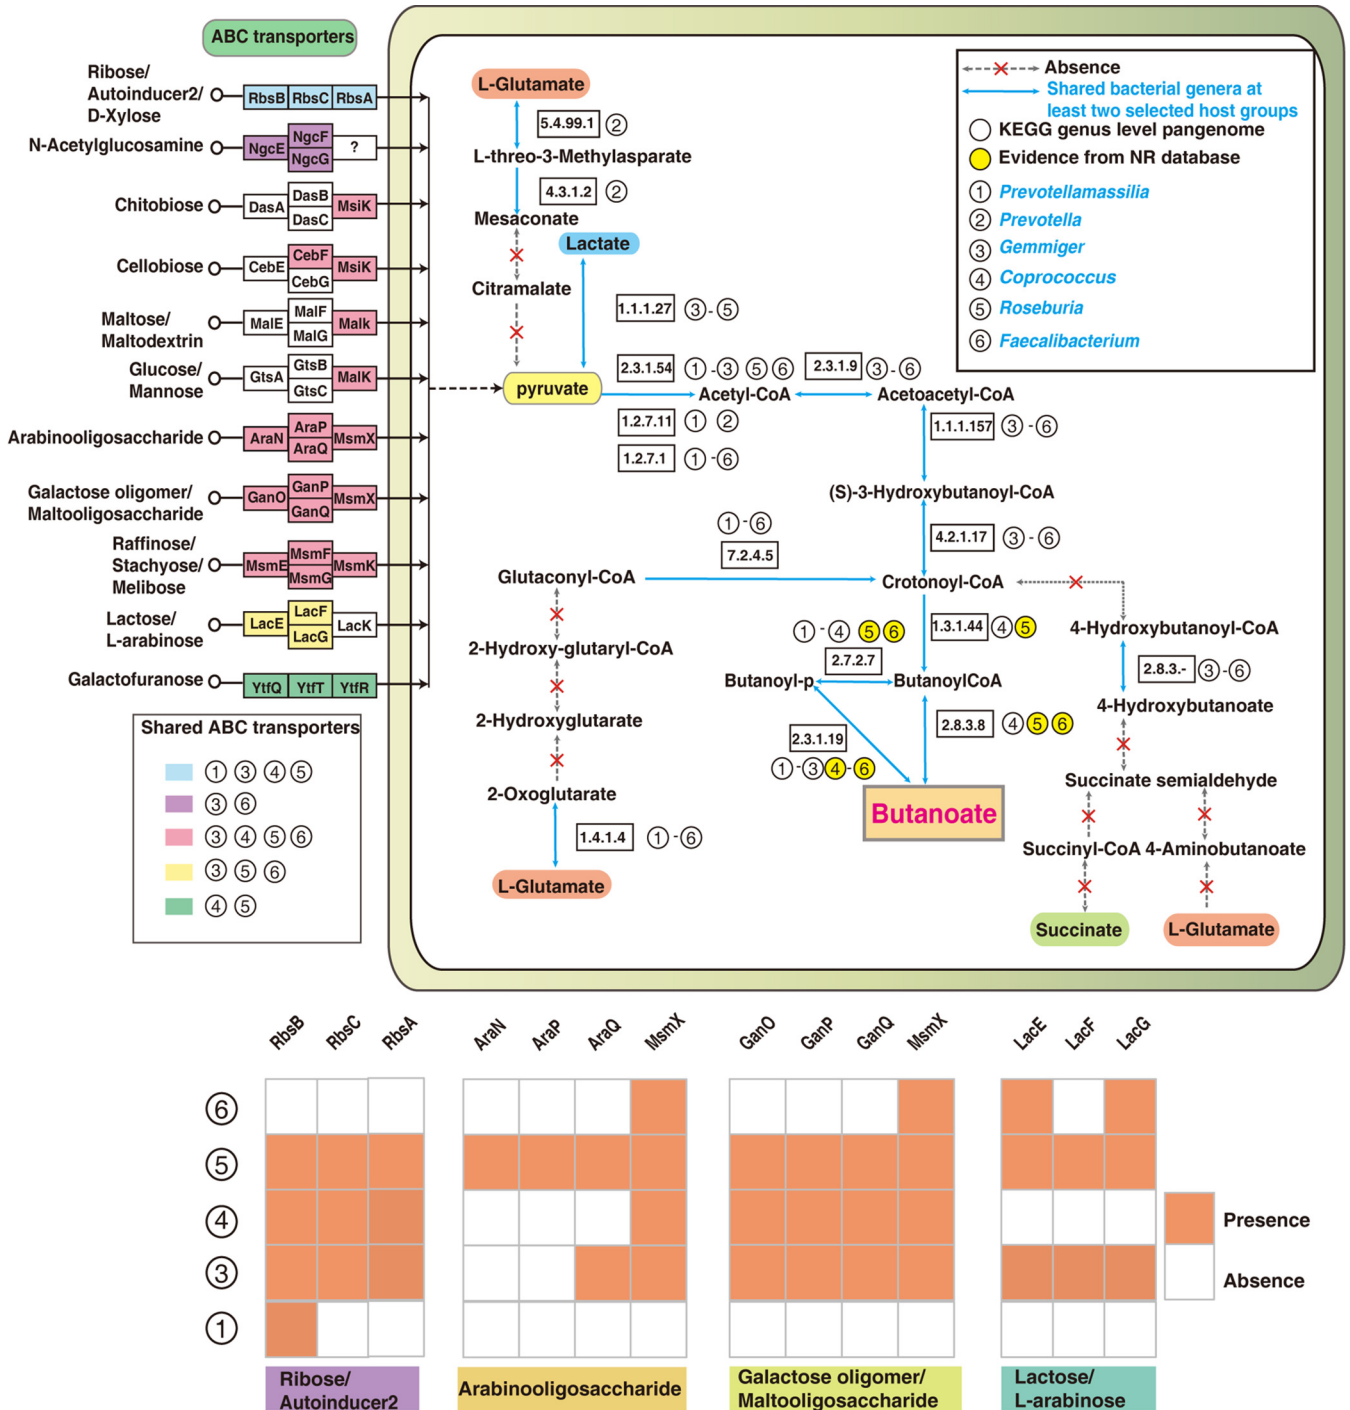 ABC transporters
Ribose/
Autoinducer2/
D-Xylose
RbsB RbsC RbsA
N-Acetylglucosamine
NgcE NgcF ?
NgcG
Chitobiose
DasA DasB MsiK
DasC
Cellobiose
CebE CebF MsiK
CebG
Maltose/
Maltodextrin
MalE MalF Malk
MalG
Glucose/
Mannose
GtsA GtsB MalK
GtsC
Arabinooligosaccharide
AraN AraP MsmX
AraQ
Galactose oligomer/
Maltooligosaccharide
GanO GanP MsmX
GanQ
Raffinose/
Stachyose/
Melibose
MsmE MsmF MsmK
MsmG
Lactose/
L-arabinose
LacE LacF LacK
LacG
Galactofuranose
YtfQ YtfT YtfR
Shared ABC transporters
① ③ ④ ⑤
③ ⑥
③ ④ ⑤ ⑥
③ ⑤ ⑥
④ ⑤
L-Glutamate
5.4.99.1 ②
L-threo-3-Methylasparate
4.3.1.2 ②
Mesaconate
Lactate
Citramalate
1.1.1.27 ③-⑤
pyruvate
2.3.1.54 ①-③ ⑤ ⑥
2.3.1.9 ③-⑥
Acetyl-CoA
Acetoacetyl-CoA
1.2.7.11 ① ②
1.2.7.1 ①-⑥
1.1.1.157 ③-⑥
(S)-3-Hydroxybutanoyl-CoA
4.2.1.17 ③-⑥
①-⑥
7.2.4.5
Glutaconyl-CoA
Crotonoyl-CoA
2-Hydroxy-glutaryl-CoA
①-④ ⑤ ⑥
2.7.2.7
1.3.1.44 ④ ⑤
4-Hydroxybutanoyl-CoA
2.8.3.- ③-⑥
Butanoyl-p
ButanoylCoA
2-Hydroxyglutarate
2.3.1.19
①-③ ④-⑥
2.8.3.8 ④ ⑤ ⑥
4-Hydroxybutanoate
2-Oxoglutarate
Butanoate
Succinate semialdehyde
1.4.1.4 ①-⑥
Succinyl-CoA 4-Aminobutanoate
L-Glutamate
Succinate
L-Glutamate
Absence
Shared bacterial genera at
least two selected host groups
KEGG genus level pangenome
Evidence from NR database
① Prevotellamassilia
② Prevotella
③ Gemmiger
④ Coprococcus
⑤ Roseburia
⑥ Faecalibacterium
RbsB RbsC RbsA AraN AraP AraQ MsmX GanO GanP GanQ MsmX LacE LacF LacG
⑥
⑤
④
③
①
Presence
Absence
Ribose/
Autoinducer2
Arabinooligosaccharide
Galactose oligomer/
Maltooligosaccharide
Lactose/
L-arabinose